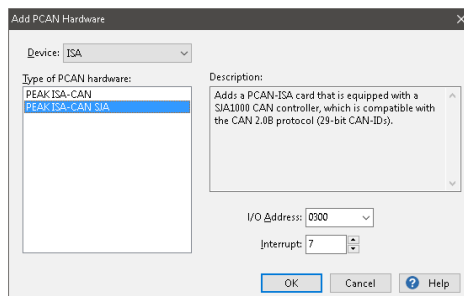 Add PCAN Hardware
Device: ISA
Type of PCAN hardware:
PEAK ISA-CAN
PEAK ISA-CAN SJA
Description:
Adds a PCAN-ISA card that is equipped with a
SJA1000 CAN controller, which is compatible with
the CAN 2.0B protocol (29-bit CAN-IDs).
I/O Address: 0300
Interrupt: 7
OK
Cancel
Help